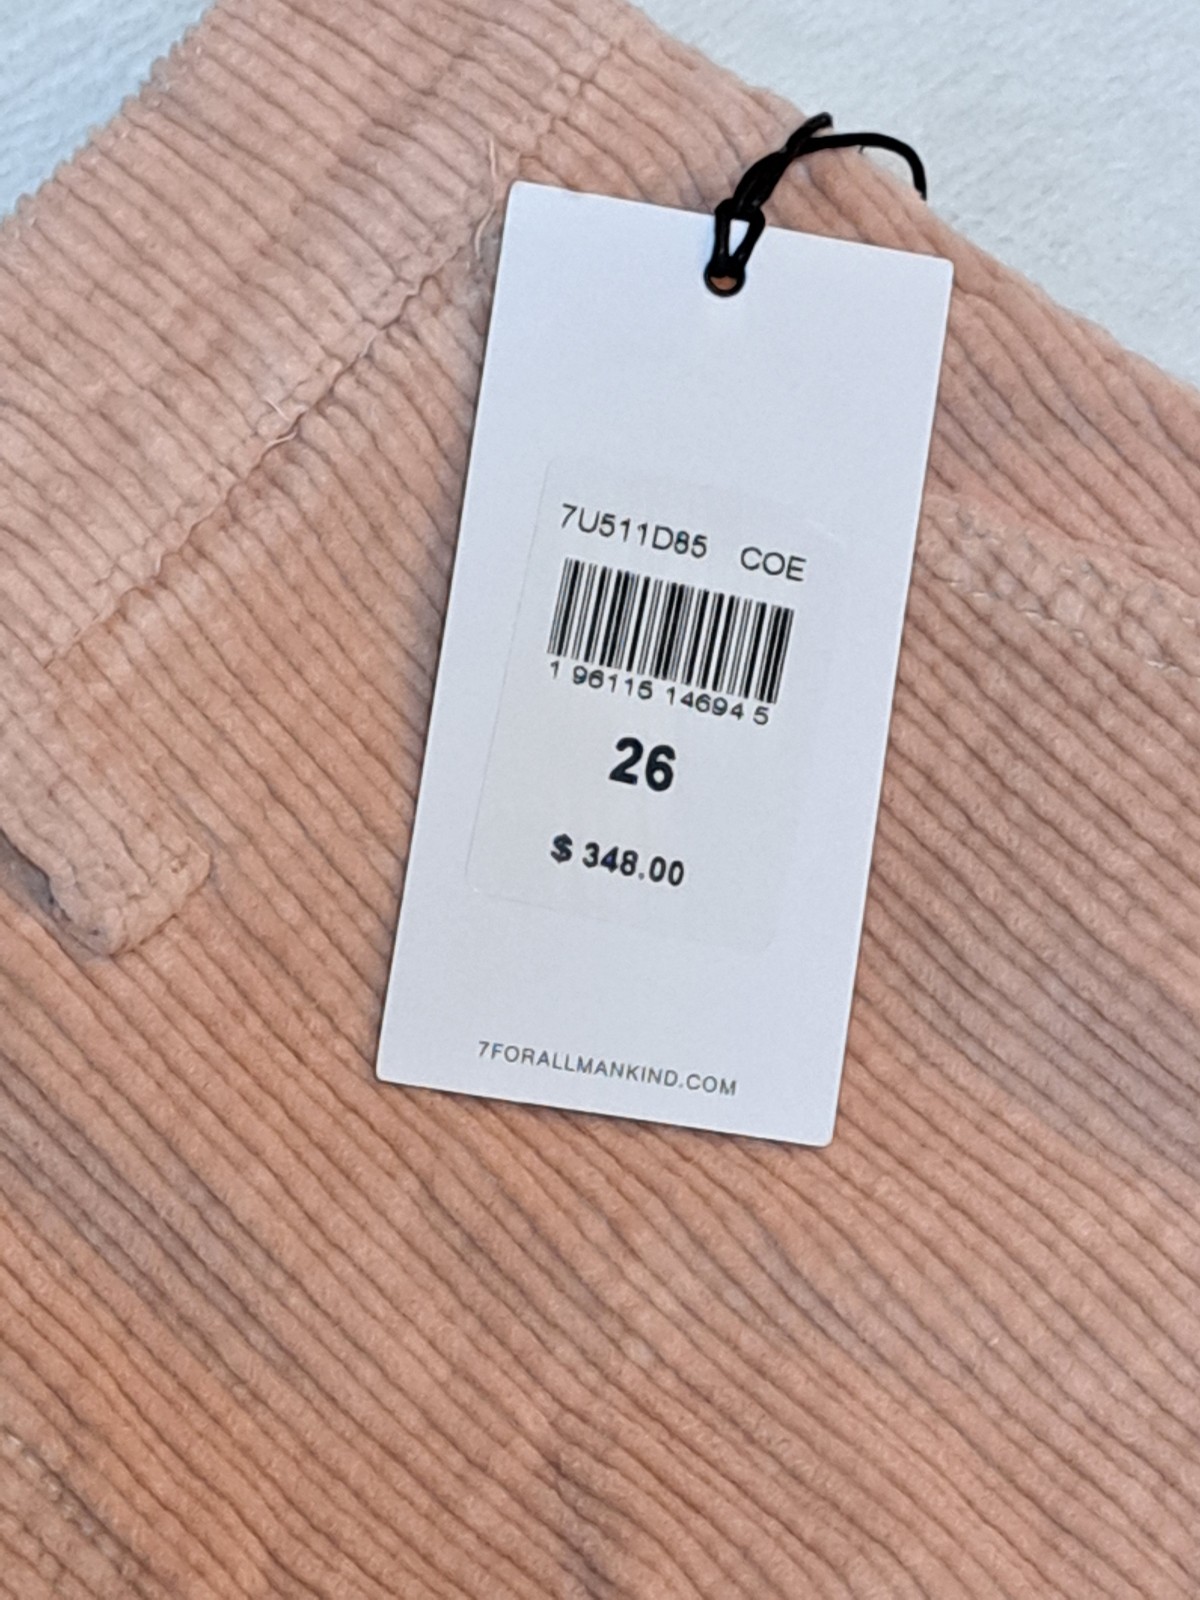 7U511D85 COE
1 96115 14694 5
26
$ 348.00
7FORALLMANKIND.COM